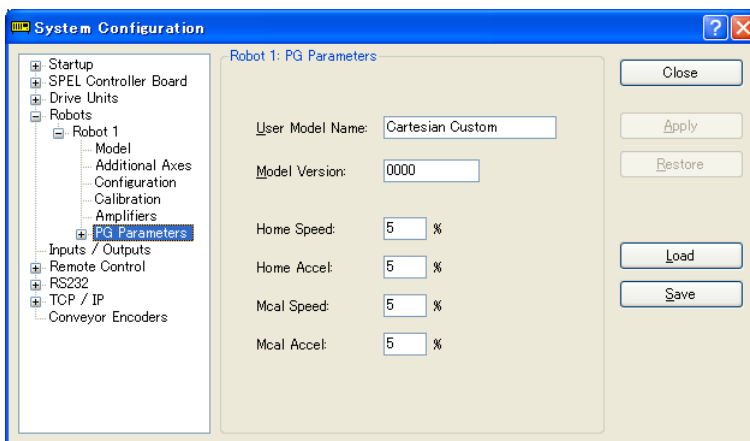 System Configuration
Startup
SPEL Controller Board
Drive Units
Robots
Robot 1
Model
Additional Axes
Configuration
Calibration
Amplifiers
PG Parameters
Inputs / Outputs
Remote Control
RS232
TCP / IP
Conveyor Encoders
Robot 1: PG Parameters
User Model Name: Cartesian Custom
Model Version: 0000
Home Speed: 5 %
Home Accel: 5 %
Mcal Speed: 5 %
Mcal Accel: 5 %
Close
Apply
Restore
Load
Save